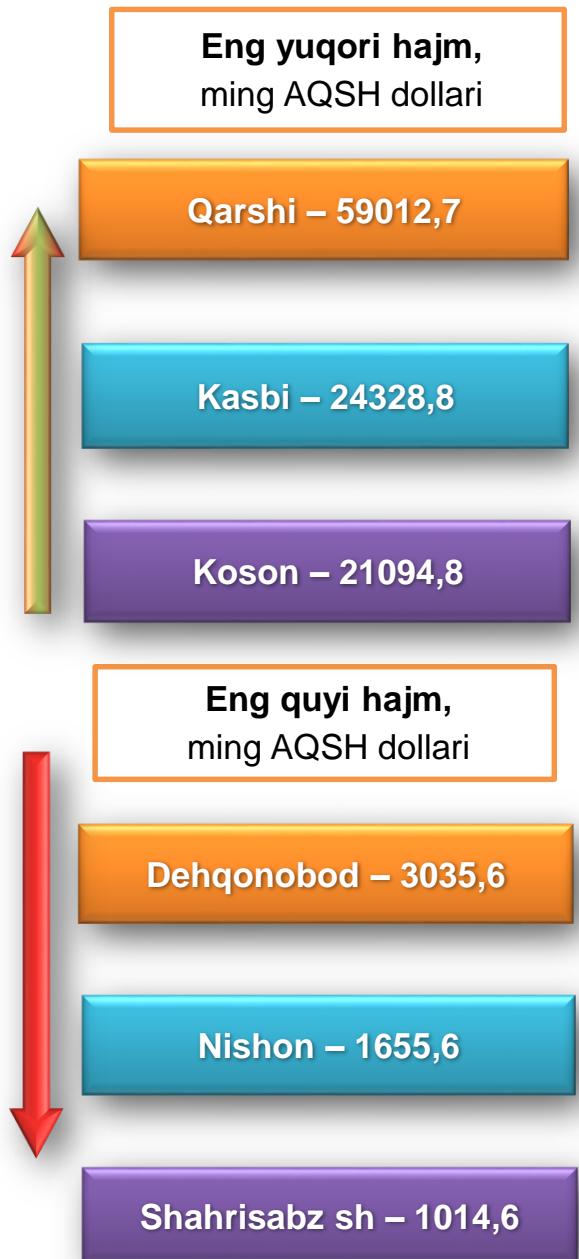 Eng yuqori hajm,
ming AQSH dollari
Qarshi – 59012,7
Kasbi – 24328,8
Koson – 21094,8
Eng quyi hajm,
ming AQSH dollari
Dehqonobod – 3035,6
Nishon – 1655,6
Shahrisabz sh – 1014,6